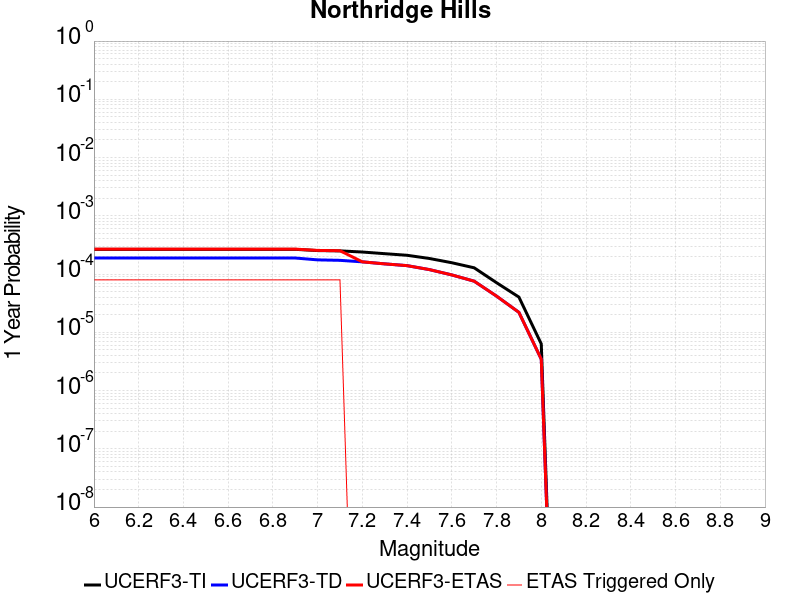 Northridge Hills
10^0
10^-1
10^-2
10^-3
10^-4
10^-5
10^-6
10^-7
10^-8
1 Year Probability
6 6.2 6.4 6.6 6.8 7 7.2 7.4 7.6 7.8 8 8.2 8.4 8.6 8.8 9
Magnitude
UCERF3-TI UCERF3-TD UCERF3-ETAS ETAS Triggered Only